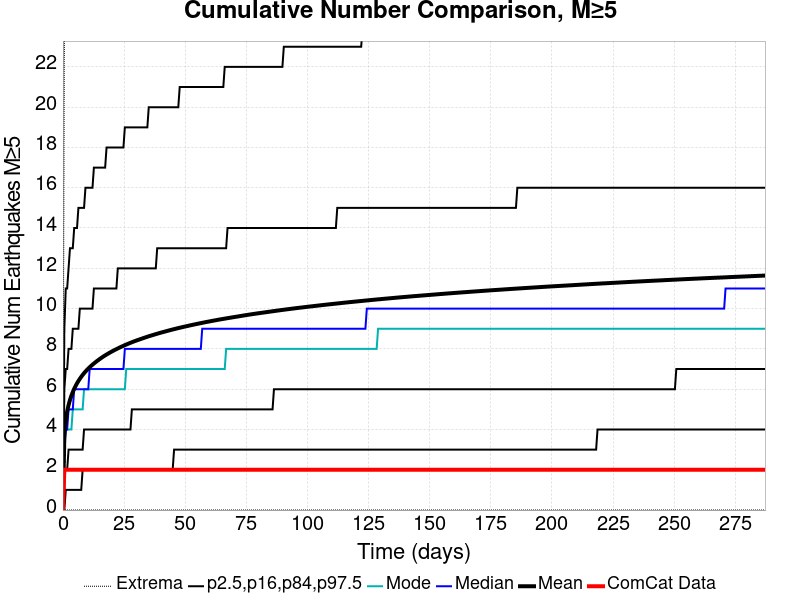 Cumulative Number Comparison, M≥5
Cumulative Num Earthquakes M≥5
22
20
18
16
14
12
10
8
6
4
2
0
0 25 50 75 100 125 150 175 200 225 250 275
Time (days)
Extrema p2.5,p16,p84,p97.5 Mode Median Mean ComCat Data